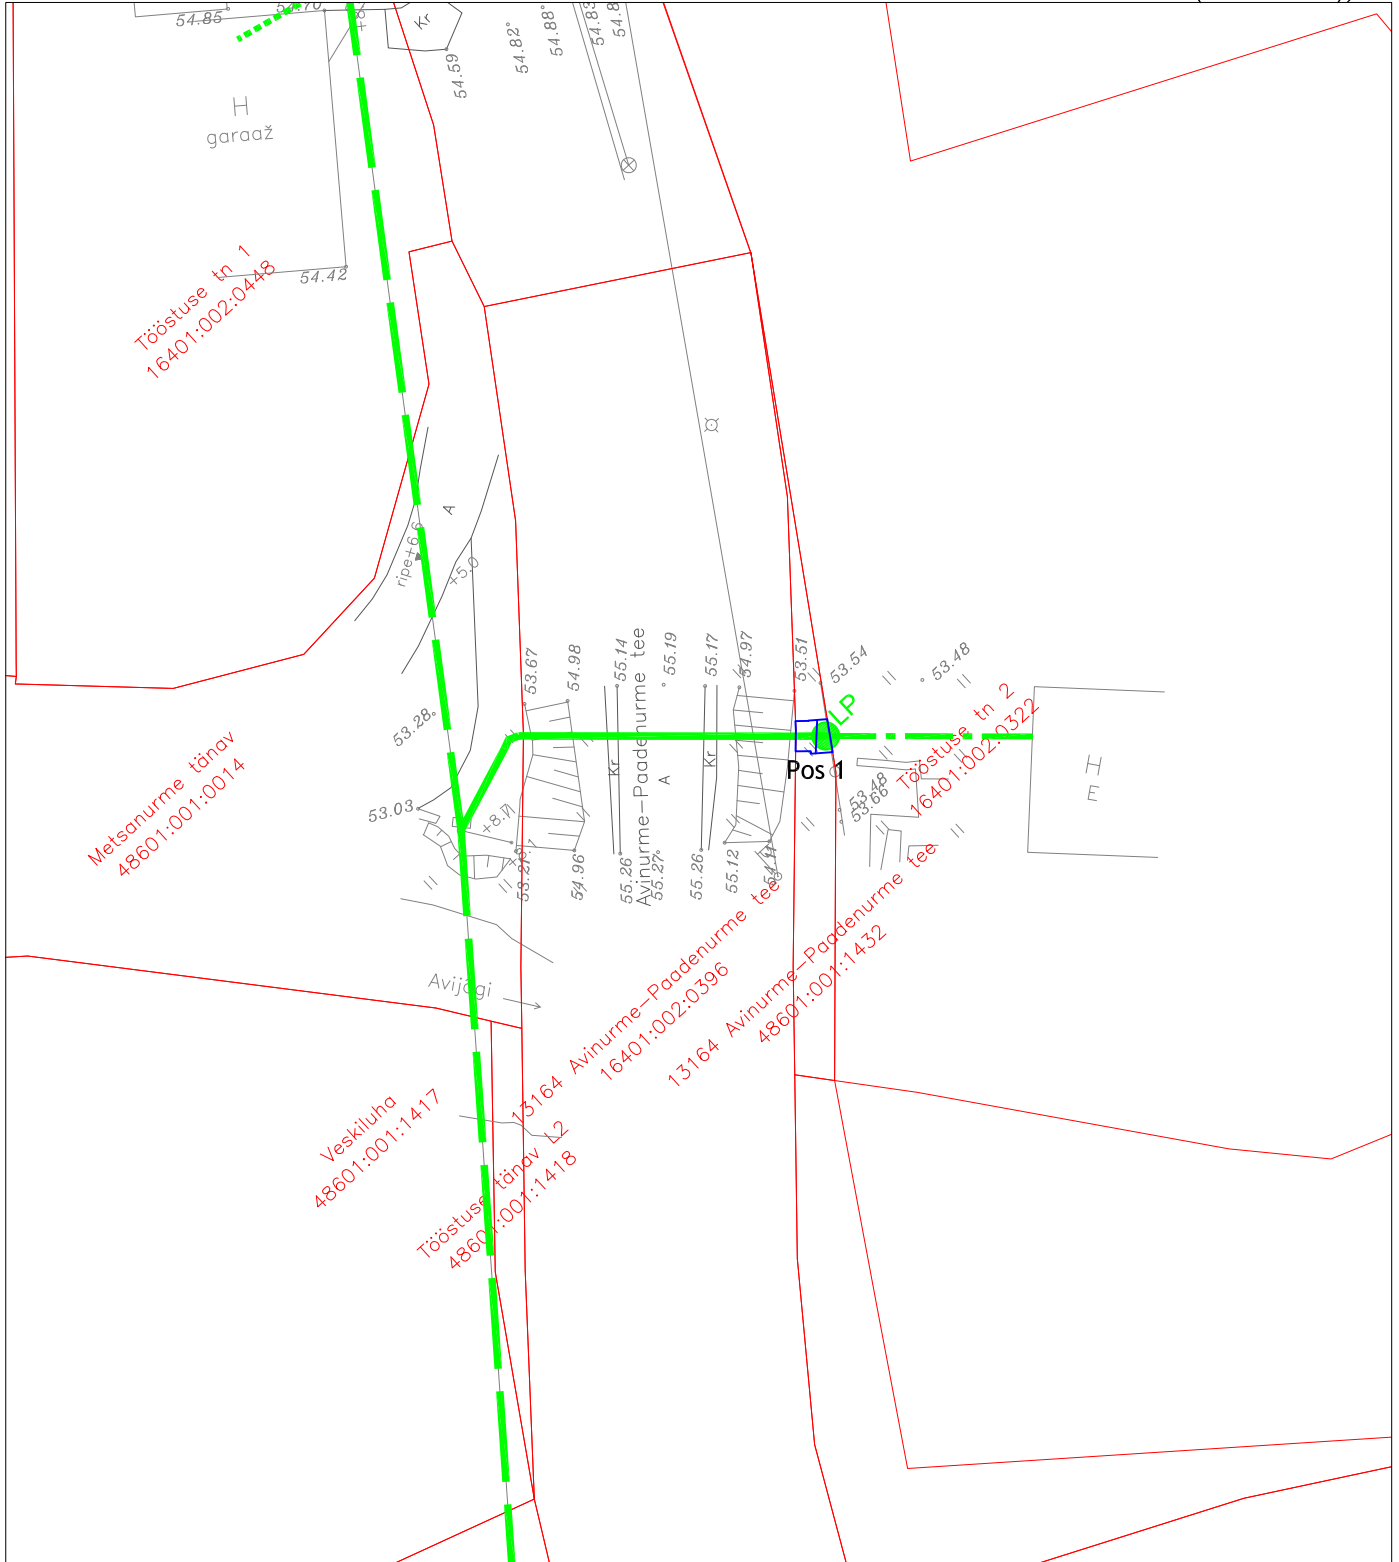 54.85
Kr
54.59
54.82
54.88
H
garaaž
54.42
Tööstuse tn 1
16401:002:0448
A
ripe+6.6
+5.0
53.67
54.98
55.14
55.19
55.17
54.97
53.51
53.54
53.48
53.28
Avinurme-Paadenurme tee
Kr
A
Kr
LP
Pos 1
Tööstuse tn 2
16401:002:0322
H
E
Metsanurme tänav
48601:001:0014
53.03
53.48
53.66
53.21
54.96
55.26
55.27
55.26
55.12
54.11
Avijõgi
13164 Avinurme-Paadenurme tee
16401:002:0396
13164 Avinurme-Paadenurme tee
48601:001:1432
Veskiluha
48601:001:1417
Tööstuse tänav L2
48601:001:1418